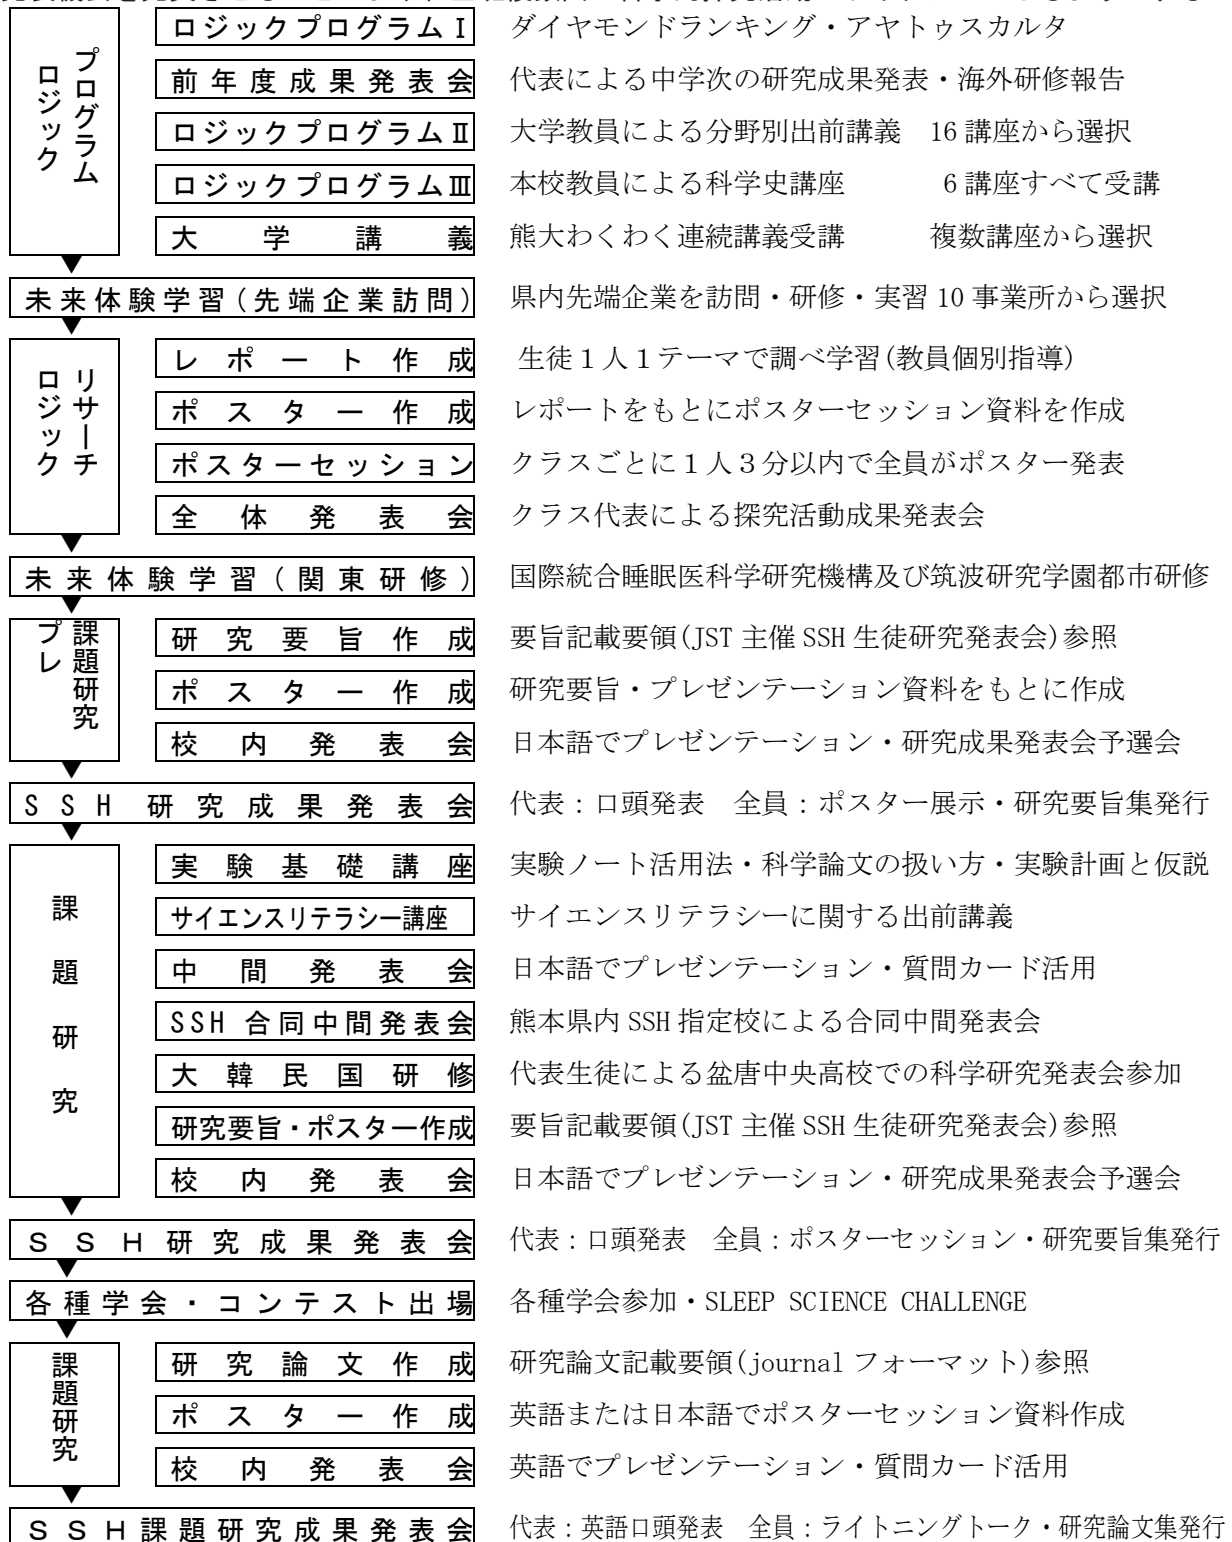 ロジックプログラムⅠ ダイヤモンドランキング・アヤトゥスカルタ
ロジック
プログラム
前年度成果発表会 代表による中学次の研究成果発表・海外研修報告
ロジックプログラムⅡ 大学教員による分野別出前講義 16講座から選択
ロジックプログラムⅢ 本校教員による科学史講座 6講座すべて受講
大学講義 熊大わくわく連続講義受講 複数講座から選択
未来体験学習(先端企業訪問) 県内先端企業を訪問・研修・実習 10事業所から選択
ロジック
リサーチ
レポート作成 生徒1人1テーマで調べ学習(教員個別指導)
ポスター作成 レポートをもとにポスターセッション資料を作成
ポスターセッション クラスごとに1人3分以内で全員がポスター発表
全体発表会 クラス代表による探究活動成果発表会
未来体験学習(関東研修) 国際統合睡眠医科学研究機構及び筑波研究学園都市研修
プレ
課題研究
研究要旨作成 要旨記載要領(JST主催SSH生徒研究発表会)参照
ポスター作成 研究要旨・プレゼンテーション資料をもとに作成
校内発表会 日本語でプレゼンテーション・研究成果発表会予選会
SSH研究成果発表会 代表:口頭発表 全員:ポスター展示・研究要旨集発行
課題研究
実験基礎講座 実験ノート活用法・科学論文の扱い方・実験計画と仮説
サイエンスリテラシー講座 サイエンスリテラシーに関する出前講義
中間発表会 日本語でプレゼンテーション・質問カード活用
SSH合同中間発表会 熊本県内SSH指定校による合同中間発表会
大韓民国研修 代表生徒による盆唐中央高校での科学研究発表会参加
研究要旨・ポスター作成 要旨記載要領(JST主催SSH生徒研究発表会)参照
校内発表会 日本語でプレゼンテーション・研究成果発表会予選会
SSH研究成果発表会 代表:口頭発表 全員:ポスターセッション・研究要旨集発行
各種学会・コンテスト出場 各種学会参加・SLEEP SCIENCE CHALLENGE
課題研究
研究論文作成 研究論文記載要領(journalフォーマット)参照
ポスター作成 英語または日本語でポスターセッション資料作成
校内発表会 英語でプレゼンテーション・質問カード活用
SSH課題研究成果発表会 代表:英語口頭発表 全員:ライトニングトーク・研究論文集発行